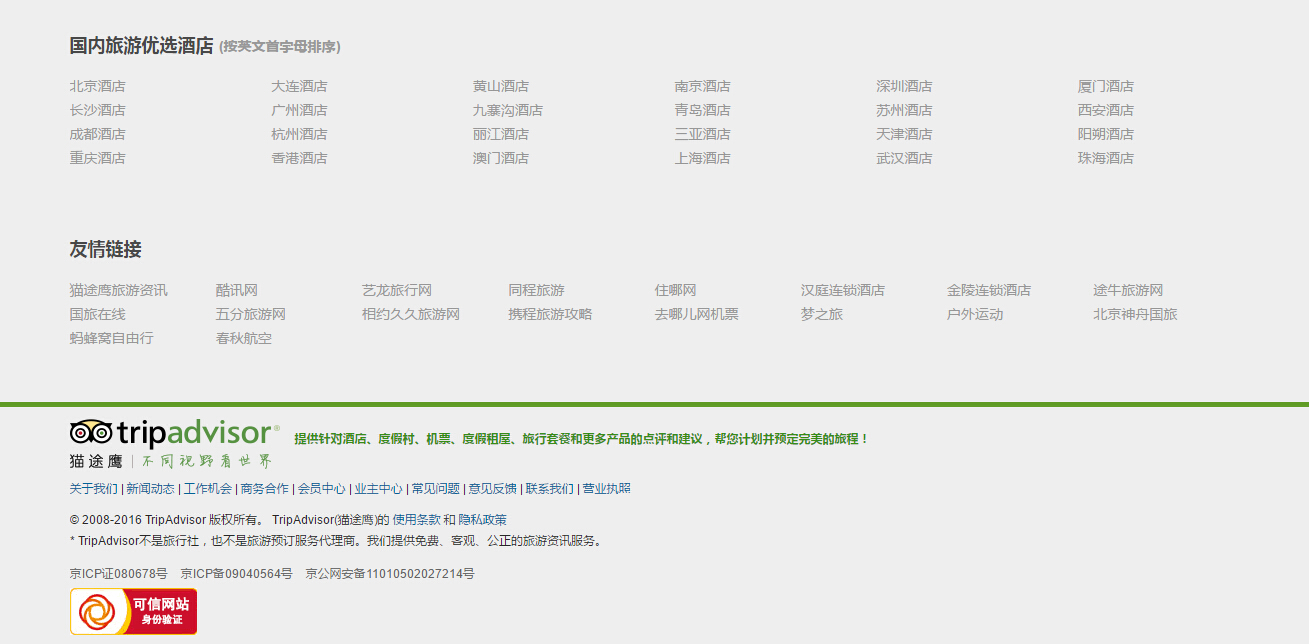 国内旅游优选酒店 (按英文首字母排序)
北京酒店 大连酒店 黄山酒店 南京酒店 深圳酒店 厦门酒店
长沙酒店 广州酒店 九寨沟酒店 青岛酒店 苏州酒店 西安酒店
成都酒店 杭州酒店 丽江酒店 三亚酒店 天津酒店 阳朔酒店
重庆酒店 香港酒店 澳门酒店 上海酒店 武汉酒店 珠海酒店
友情链接
猫途鹰旅游资讯 酷讯网 艺龙旅行网 同程旅游 住哪网 汉庭连锁酒店 金陵连锁酒店 途牛旅游网
国旅在线 五分旅游网 相约久久旅游网 携程旅游攻略 去哪儿网机票 梦之旅 户外运动 北京神舟国旅
蚂蜂窝自由行 春秋航空
tripadvisor® 提供针对酒店、度假村、机票、度假租屋、旅行套餐和更多产品的点评和建议，帮您计划并预定完美的旅程！
猫途鹰 | 不同视野看世界
关于我们 | 新闻动态 | 工作机会 | 商务合作 | 会员中心 | 业主中心 | 常见问题 | 意见反馈 | 联系我们 | 营业执照
© 2008-2016 TripAdvisor 版权所有。 TripAdvisor(猫途鹰)的 使用条款 和 隐私政策
* TripAdvisor不是旅行社，也不是旅游预订服务代理商。我们提供免费、客观、公正的旅游资讯服务。
京ICP证080678号 京ICP备09040564号 京公网安备11010502027214号
可信网站
身份验证